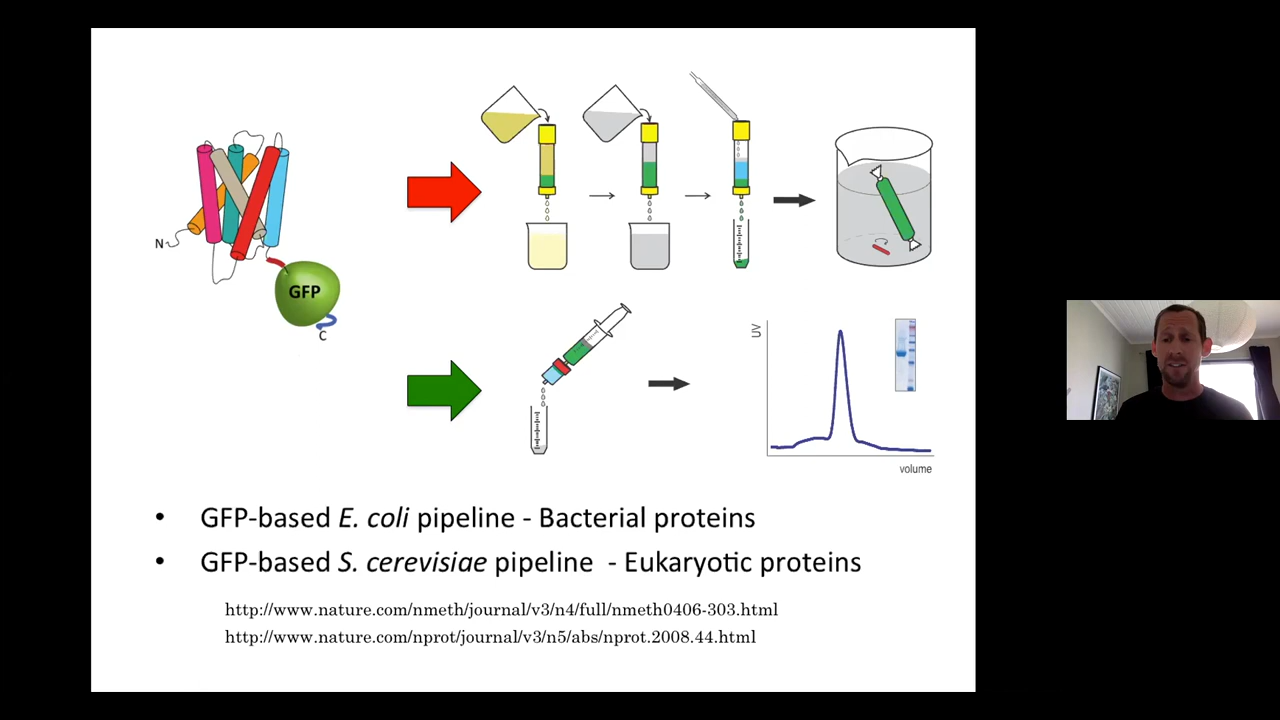 N
GFP
C
UV
volume
• GFP-based E. coli pipeline - Bacterial proteins
• GFP-based S. cerevisiae pipeline - Eukaryotic proteins
http://www.nature.com/nmeth/journal/v3/n4/full/nmeth0406-303.html
http://www.nature.com/nprot/journal/v3/n5/abs/nprot.2008.44.html